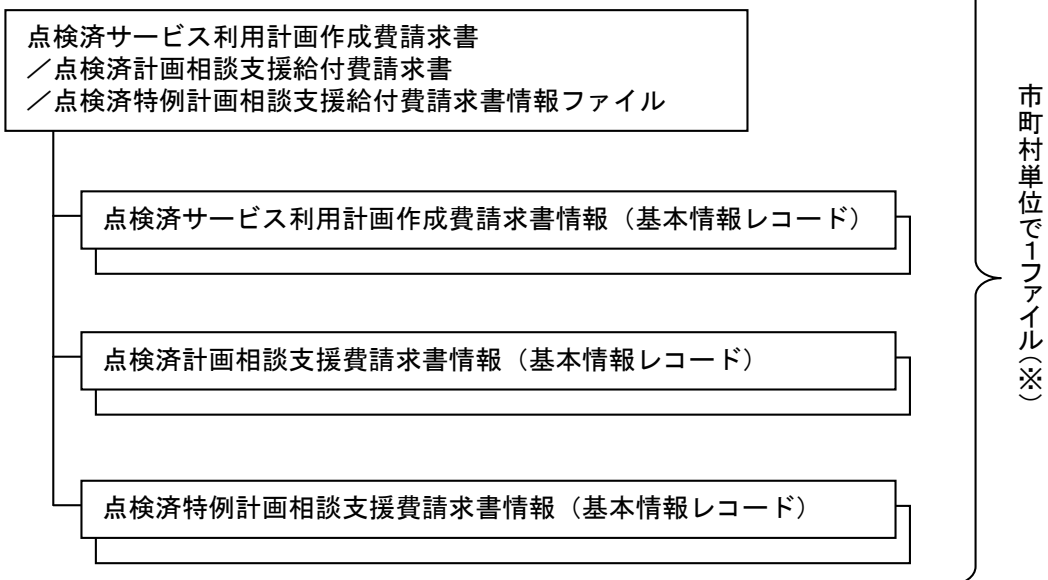 点検済サービス利用計画作成費請求書
／点検済計画相談支援給付費請求書
／点検済特例計画相談支援給付費請求書情報ファイル
点検済サービス利用計画作成費請求書情報（基本情報レコード）
点検済計画相談支援費請求書情報（基本情報レコード）
点検済特例計画相談支援費請求書情報（基本情報レコード）
市町村単位で1ファイル（※）